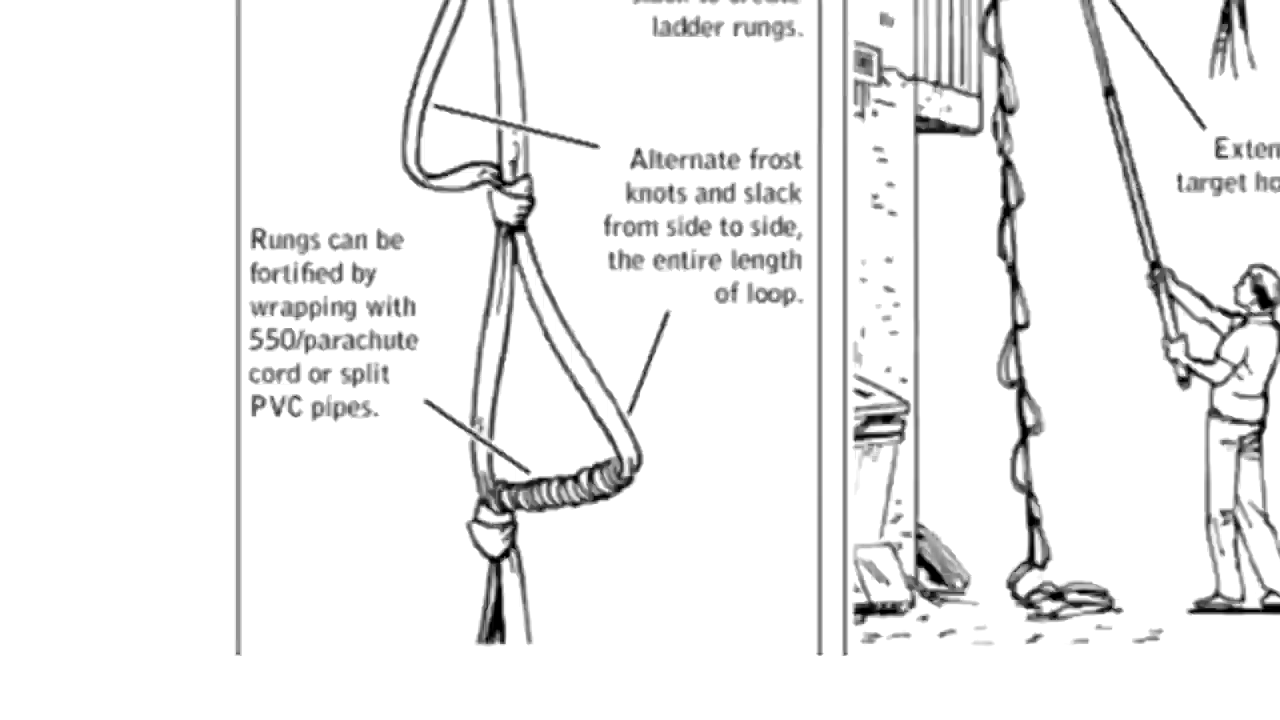 ladder rungs.
Alternate frost
knots and slack
from side to side,
the entire length
of loop.
Rungs can be
fortified by
wrapping with
550/parachute
cord or split
PVC pipes.
target